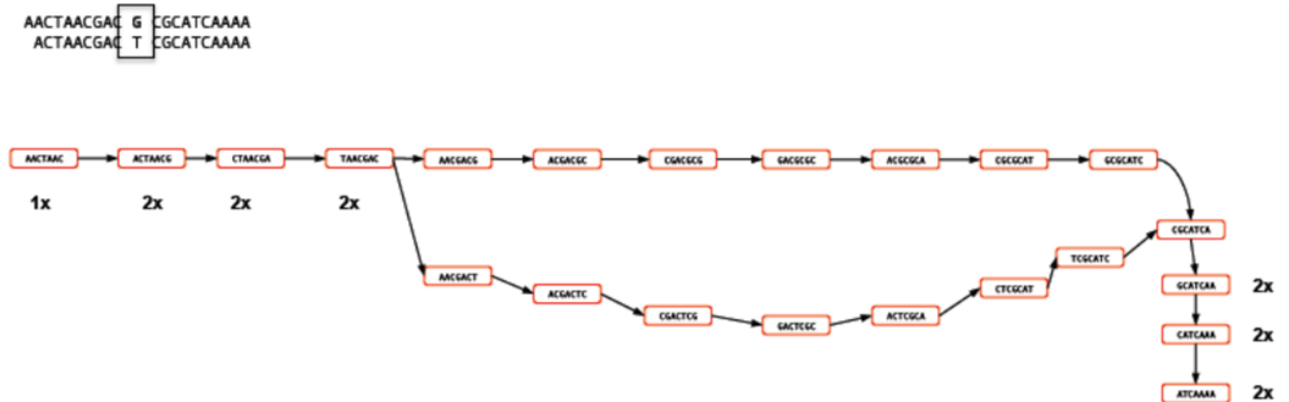 AACTAACGAC G CGCATCAAAA
ACTAACGAC T CGCATCAAAA
AACTAAC ACTAACG CTAACGA TAACGAC AACGACG ACGACGC CGACGCG GACGCGC ACGCGCA CGCGCAT GCGCATC
1x 2x 2x 2x
CGCATCA
TCGCATC
AACGACT ACGACTC CGACTCG GACTCGC ACTCGCA CTCGCAT
GCATCAA 2x
CATCAAA 2x
ATCAAAA 2x